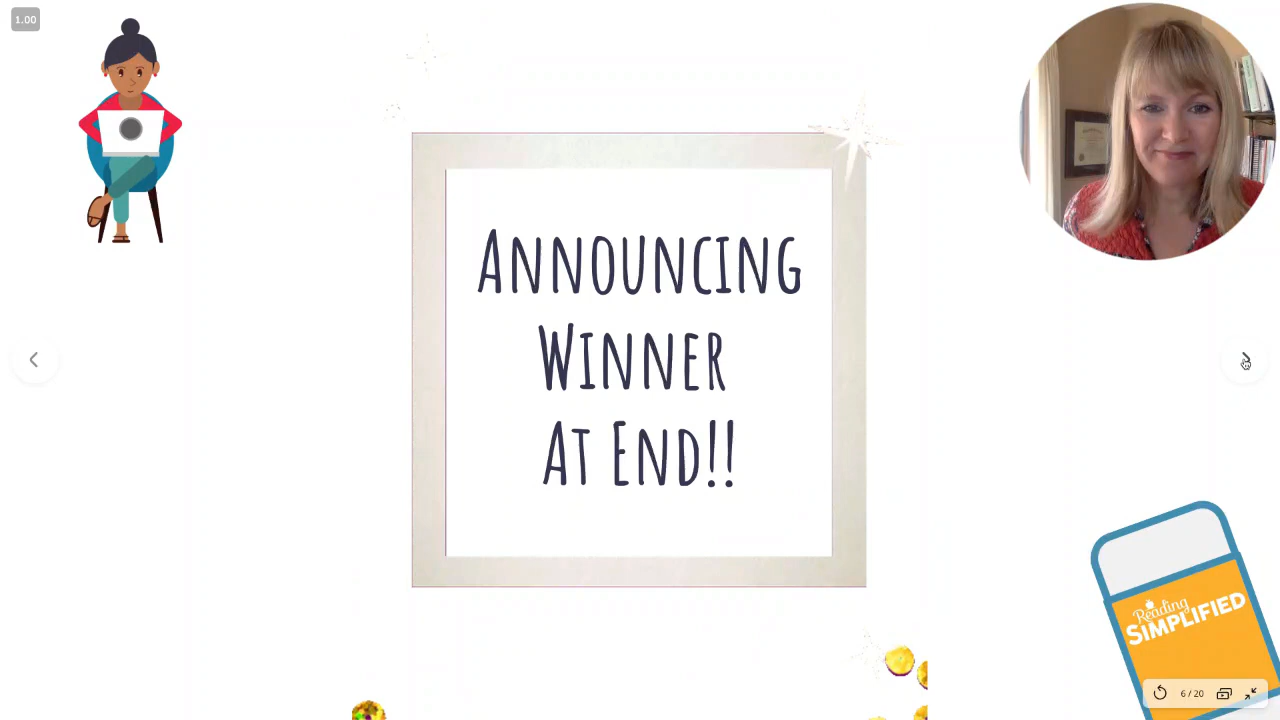 1.00
Announcing
Winner
At End!!
Reading
SIMPLIFIED
6 / 20